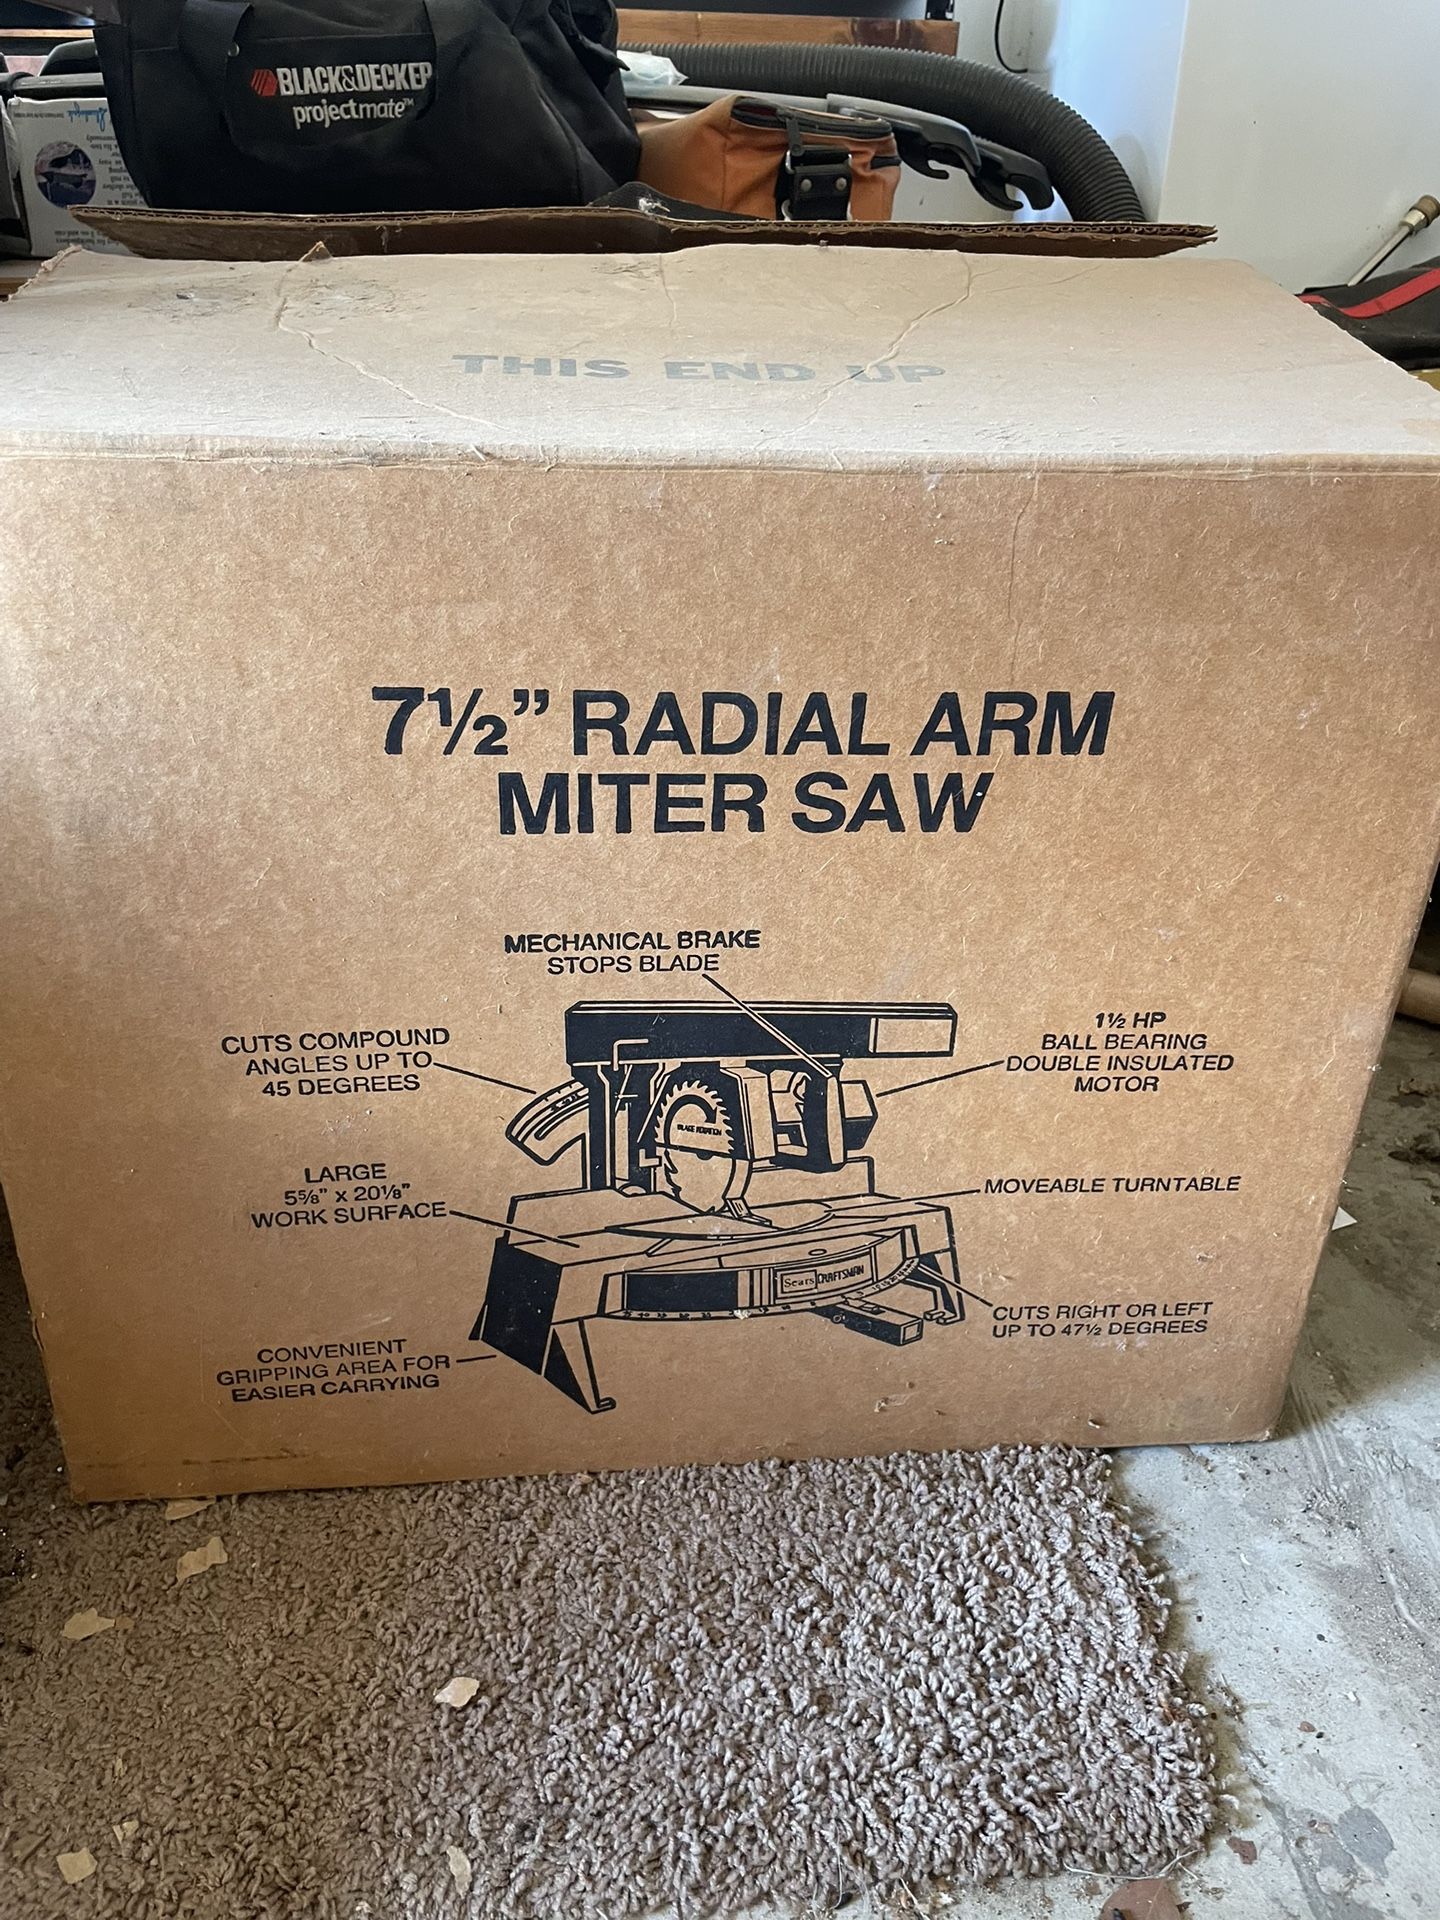 BLACK&DECKER
projectmate™
THIS END UP
7½” RADIAL ARM
MITER SAW
MECHANICAL BRAKE
STOPS BLADE
CUTS COMPOUND
ANGLES UP TO
45 DEGREES
1½ HP
BALL BEARING
DOUBLE INSULATED
MOTOR
BLADE ROTATION
LARGE
5⅝” x 20⅛”
WORK SURFACE
MOVEABLE TURNTABLE
Sears CRAFTSMAN
CUTS RIGHT OR LEFT
UP TO 47½ DEGREES
CONVENIENT
GRIPPING AREA FOR
EASIER CARRYING